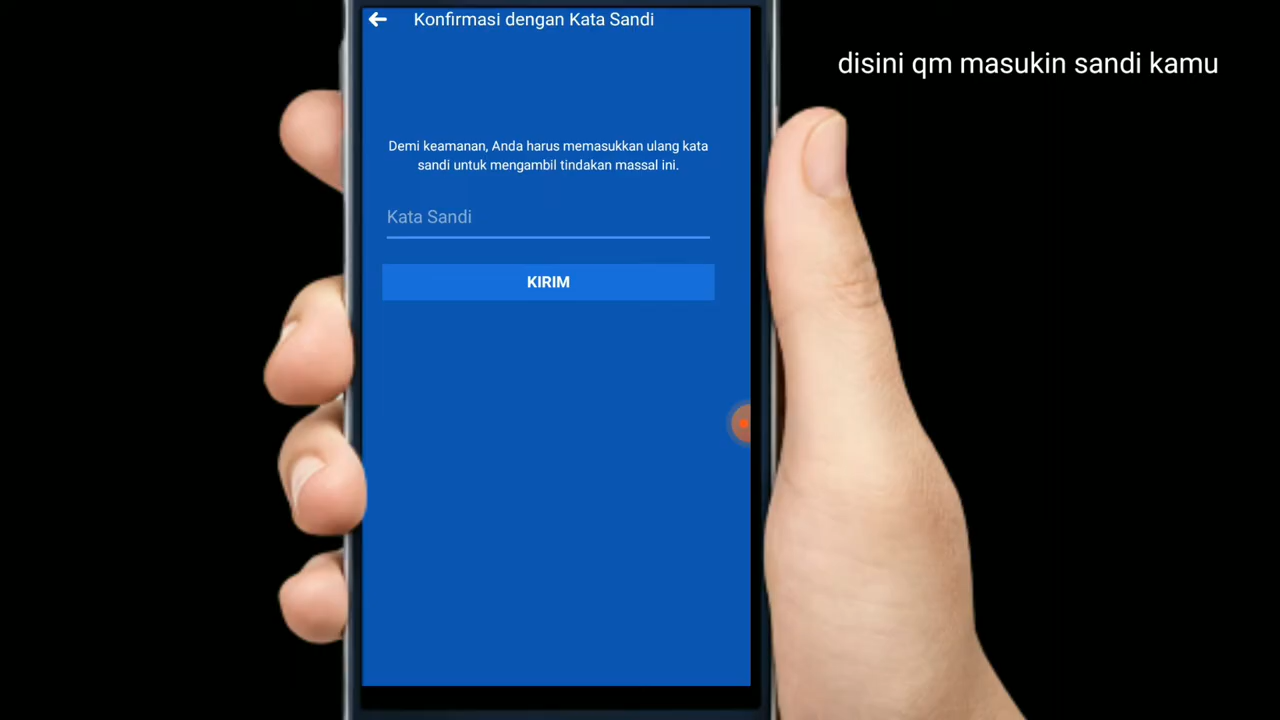 Konfirmasi dengan Kata Sandi
disini qm masukin sandi kamu
Demi keamanan, Anda harus memasukkan ulang kata
sandi untuk mengambil tindakan massal ini.
Kata Sandi
KIRIM